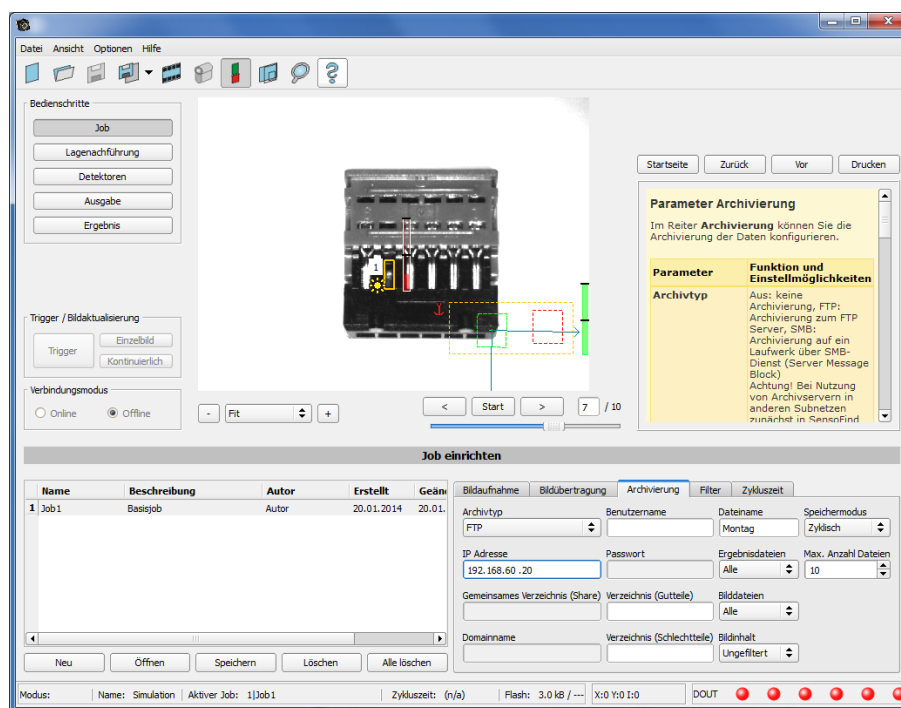 Datei Ansicht Optionen Hilfe
Bedienschritte
Job
Lagenachführung
Detektoren
Ausgabe
Ergebnis
Trigger / Bildaktualisierung
Trigger
Einzelbild
Kontinuierlich
Verbindungsmodus
Online Offline
1
- Fit +
< Start > 7 / 10
Startseite Zurück Vor Drucken
Parameter Archivierung
Im Reiter Archivierung können Sie die
Archivierung der Daten konfigurieren.
Parameter Funktion und
Einstellmöglichkeiten
Archivtyp Aus: keine
Archivierung, FTP:
Archivierung zum FTP
Server, SMB:
Archivierung auf ein
Laufwerk über SMB-
Dienst (Server Message
Block)
Achtung! Bei Nutzung
von Archivservern in
anderen Subnetzen
zunächst in SensoFind
Job einrichten
Name Beschreibung Autor Erstellt Geän
1 Job1 Basisjob Autor 20.01.2014 20.01.
Neu Öffnen Speichern Löschen Alle löschen
Bildaufnahme Bildübertragung Archivierung Filter Zykluszeit
Archivtyp Benutzername Dateiname Speichermodus
FTP Montag Zyklisch
IP Adresse Passwort Ergebnisdateien Max. Anzahl Dateien
192.168.60 .20 Alle 10
Gemeinsames Verzeichnis (Share) Verzeichnis (Gutteile) Bilddateien
Alle
Domainname Verzeichnis (Schlechtteile) Bildinhalt
Ungefiltert
Modus: Name: Simulation Aktiver Job: 1|Job1 Zykluszeit: (n/a) Flash: 3.0 kB / --- X:0 Y:0 I:0 DOUT